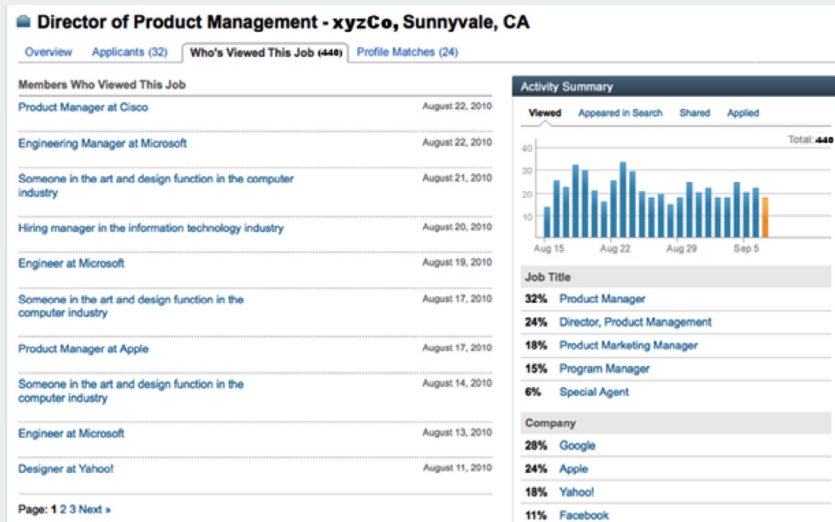 Director of Product Management - xyzCo, Sunnyvale, CA
Overview Applicants (32) Who's Viewed This Job (440) Profile Matches (24)
Members Who Viewed This Job
Product Manager at Cisco August 22, 2010
Engineering Manager at Microsoft August 22, 2010
Someone in the art and design function in the computer August 21, 2010
industry
Hiring manager in the information technology industry August 20, 2010
Engineer at Microsoft August 19, 2010
Someone in the art and design function in the August 17, 2010
computer industry
Product Manager at Apple August 17, 2010
Someone in the art and design function in the August 14, 2010
computer industry
Engineer at Microsoft August 13, 2010
Designer at Yahoo! August 11, 2010
Page: 1 2 3 Next »
Activity Summary
Viewed Appeared in Search Shared Applied
Total: 440
40
30
20
10
Aug 15 Aug 22 Aug 29 Sep 5
Job Title
32% Product Manager
24% Director, Product Management
18% Product Marketing Manager
15% Program Manager
6% Special Agent
Company
28% Google
24% Apple
18% Yahoo!
11% Facebook